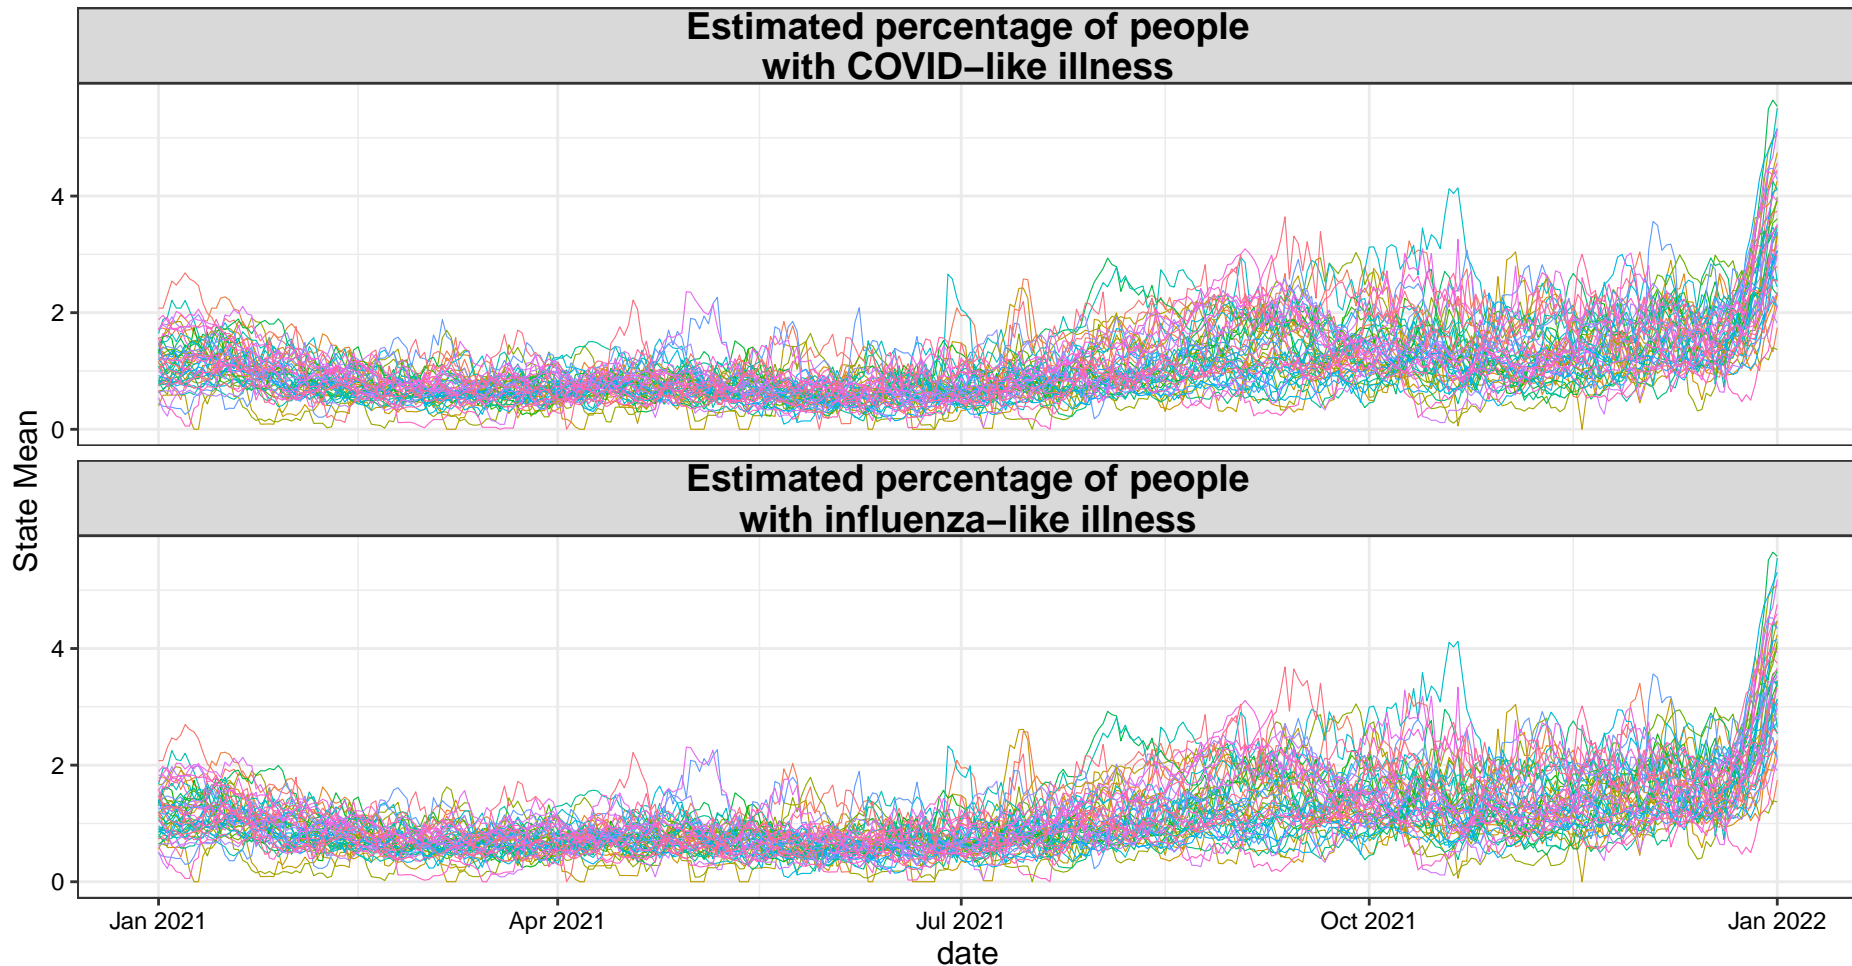 Estimated percentage of people
with COVID−like illness
4
2
0
State Mean
Estimated percentage of people
with influenza−like illness
4
2
0
Jan 2021
Apr 2021
Jul 2021
Oct 2021
Jan 2022
date